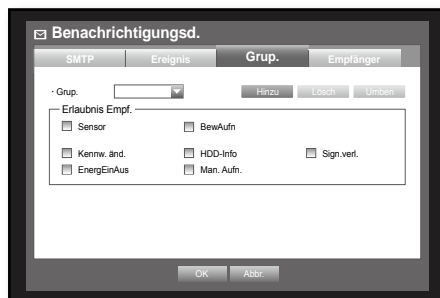 Benachrichtigungsd.
SMTP Ereignis Grup. Empfänger
· Grup. Hinzu Lösch Umben
Erlaubnis Empf.
Sensor BewAufn
Kennw. änd. HDD-Info Sign.verl.
EnergEinAus Man. Aufn.
OK Abbr.